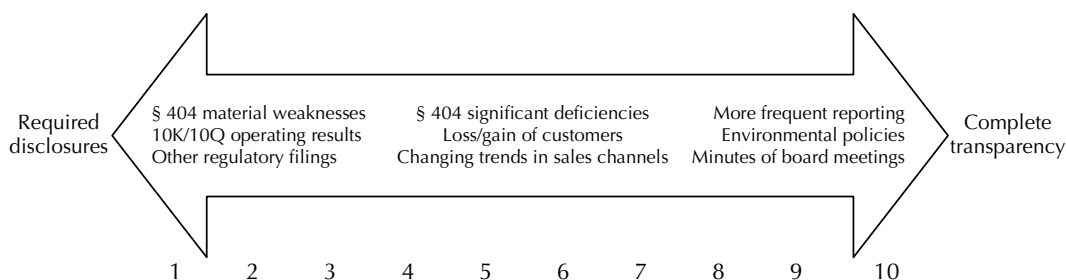 Required
disclosures
§ 404 material weaknesses
10K/10Q operating results
Other regulatory filings
§ 404 significant deficiencies
Loss/gain of customers
Changing trends in sales channels
More frequent reporting
Environmental policies
Minutes of board meetings
Complete
transparency
1 2 3 4 5 6 7 8 9 10